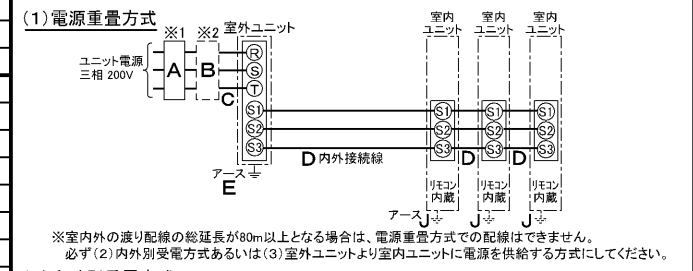 (1)電源重畳方式
※1 ※2 室外ユニット 室内ユニット 室内ユニット 室内ユニット
ユニット電源
三相 200V
A B C
R
S
T
S1 S1 S1 S1
S2 S2 S2 S2
S3 S3 S3 S3
D 内外接続線 D D
アース
E
リモコン内蔵 リモコン内蔵 リモコン内蔵
アース J J J
※室内外の渡り配線の総延長が80m以上となる場合は、電源重畳方式での配線はできません。
必ず(2)内外別受電方式あるいは(3)室外ユニットより室内ユニットに電源を供給する方式にしてください。